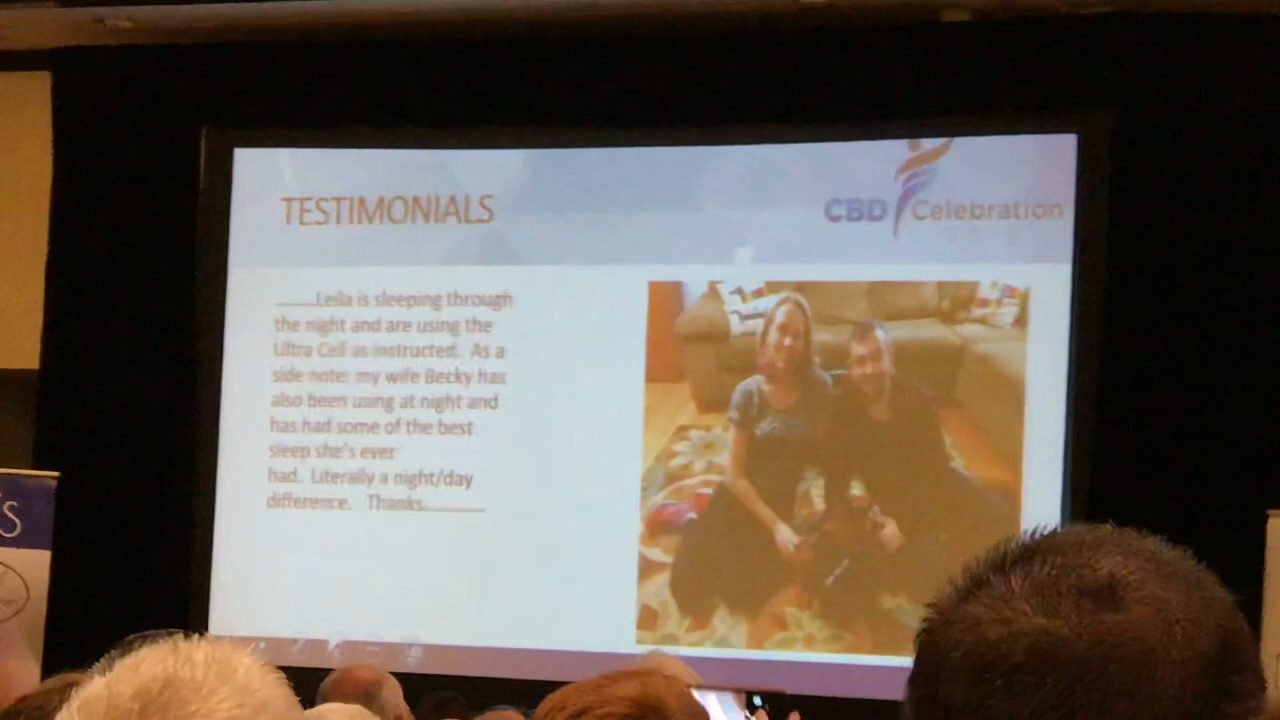 TESTIMONIALS
CBD Celebration
____Leila is sleeping through
the night and are using the
Ultra Cell as instructed. As a
side note: my wife Becky has
also been using at night and
has had some of the best
sleep she's ever
had. Literally a night/day
difference. Thanks______
S